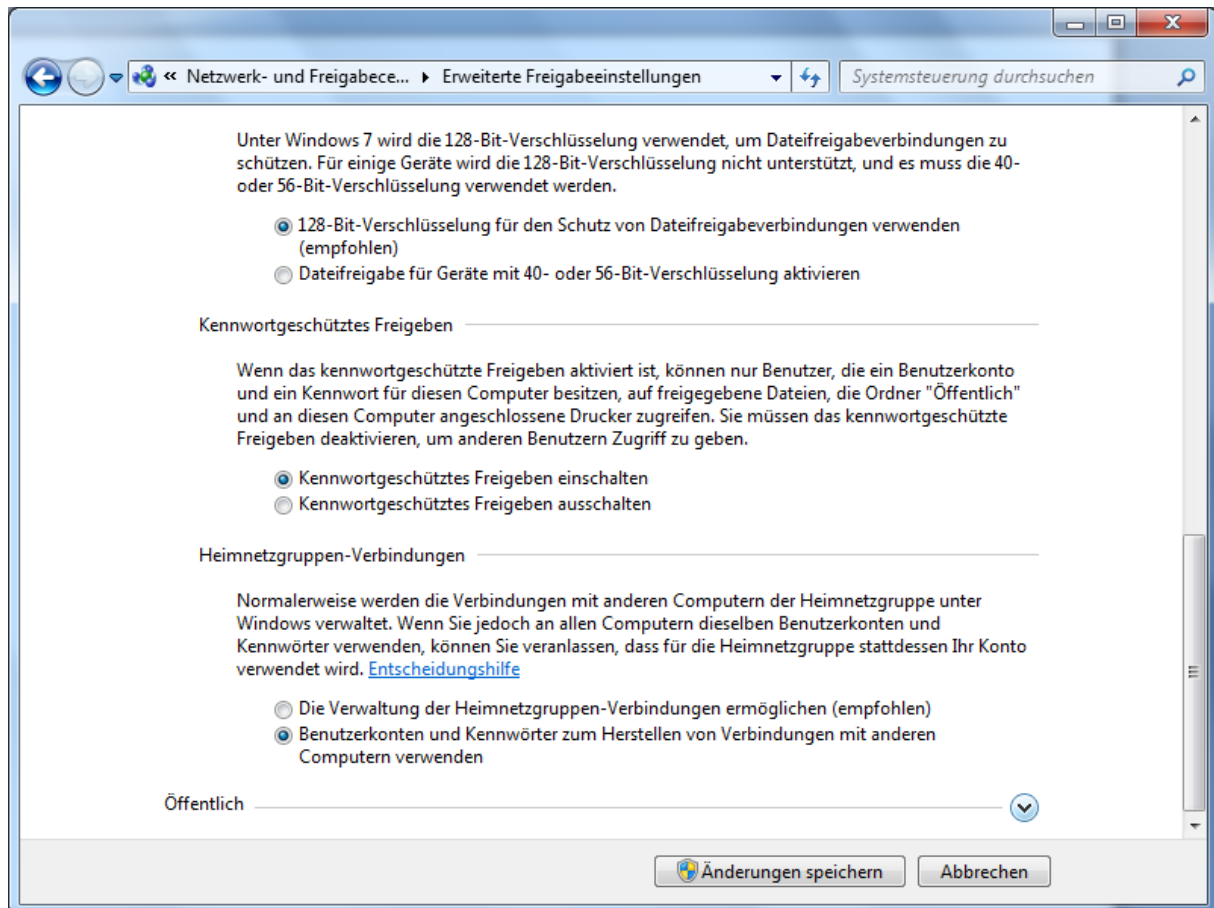 « Netzwerk- und Freigabece... ▸ Erweiterte Freigabeeinstellungen
Systemsteuerung durchsuchen
Unter Windows 7 wird die 128-Bit-Verschlüsselung verwendet, um Dateifreigabeverbindungen zu
schützen. Für einige Geräte wird die 128-Bit-Verschlüsselung nicht unterstützt, und es muss die 40-
oder 56-Bit-Verschlüsselung verwendet werden.
128-Bit-Verschlüsselung für den Schutz von Dateifreigabeverbindungen verwenden
(empfohlen)
Dateifreigabe für Geräte mit 40- oder 56-Bit-Verschlüsselung aktivieren
Kennwortgeschütztes Freigeben
Wenn das kennwortgeschützte Freigeben aktiviert ist, können nur Benutzer, die ein Benutzerkonto
und ein Kennwort für diesen Computer besitzen, auf freigegebene Dateien, die Ordner "Öffentlich"
und an diesen Computer angeschlossene Drucker zugreifen. Sie müssen das kennwortgeschützte
Freigeben deaktivieren, um anderen Benutzern Zugriff zu geben.
Kennwortgeschütztes Freigeben einschalten
Kennwortgeschütztes Freigeben ausschalten
Heimnetzgruppen-Verbindungen
Normalerweise werden die Verbindungen mit anderen Computern der Heimnetzgruppe unter
Windows verwaltet. Wenn Sie jedoch an allen Computern dieselben Benutzerkonten und
Kennwörter verwenden, können Sie veranlassen, dass für die Heimnetzgruppe stattdessen Ihr Konto
verwendet wird. Entscheidungshilfe
Die Verwaltung der Heimnetzgruppen-Verbindungen ermöglichen (empfohlen)
Benutzerkonten und Kennwörter zum Herstellen von Verbindungen mit anderen
Computern verwenden
Öffentlich
Änderungen speichern
Abbrechen